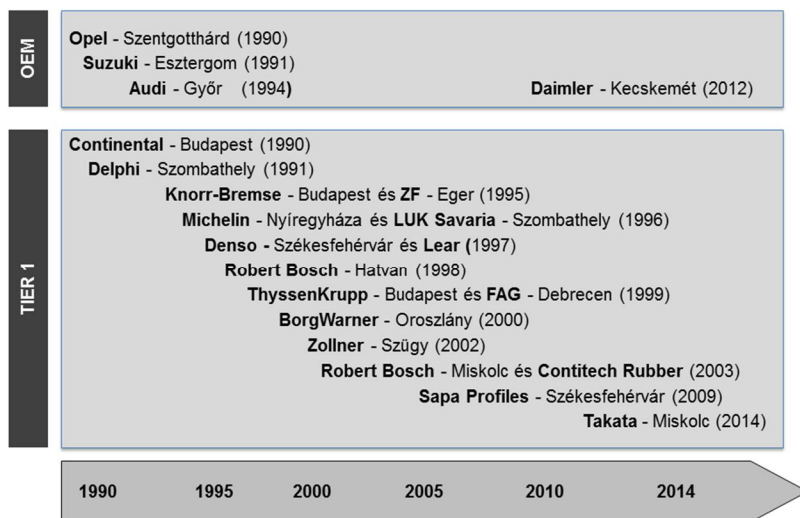 OEM
Opel - Szentgotthárd (1990)
Suzuki - Esztergom (1991)
Audi - Győr (1994)
Daimler - Kecskemét (2012)
TIER 1
Continental - Budapest (1990)
Delphi - Szombathely (1991)
Knorr-Bremse - Budapest és ZF - Eger (1995)
Michelin - Nyíregyháza és LUK Savaria - Szombathely (1996)
Denso - Székesfehérvár és Lear (1997)
Robert Bosch - Hatvan (1998)
ThyssenKrupp - Budapest és FAG - Debrecen (1999)
BorgWarner - Oroszlány (2000)
Zollner - Szügy (2002)
Robert Bosch - Miskolc és Contitech Rubber (2003)
Sapa Profiles - Székesfehérvár (2009)
Takata - Miskolc (2014)
1990 1995 2000 2005 2010 2014